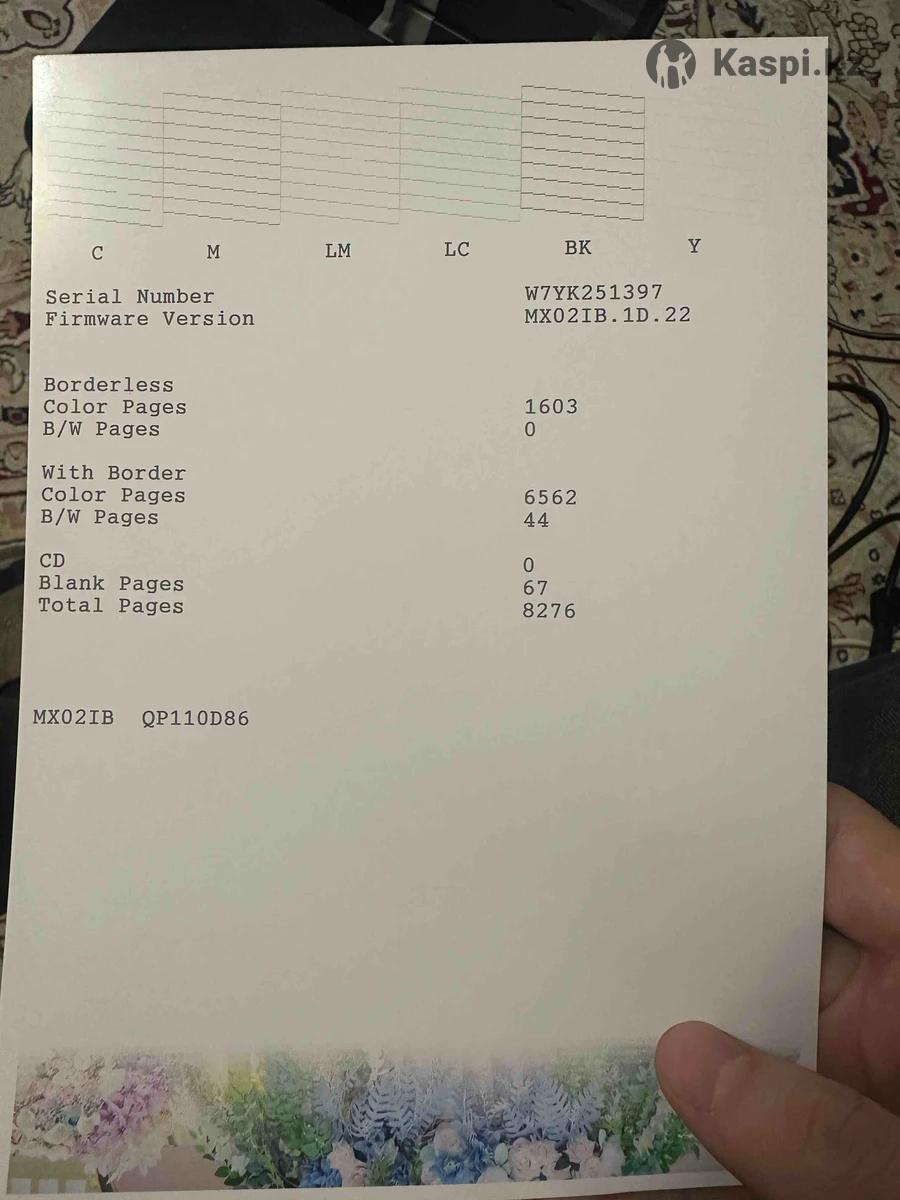 Kaspi.kz
C M LM LC BK Y
Serial Number W7YK251397
Firmware Version MX02IB.1D.22
Borderless
Color Pages 1603
B/W Pages 0
With Border
Color Pages 6562
B/W Pages 44
CD 0
Blank Pages 67
Total Pages 8276
MX02IB QP110D86